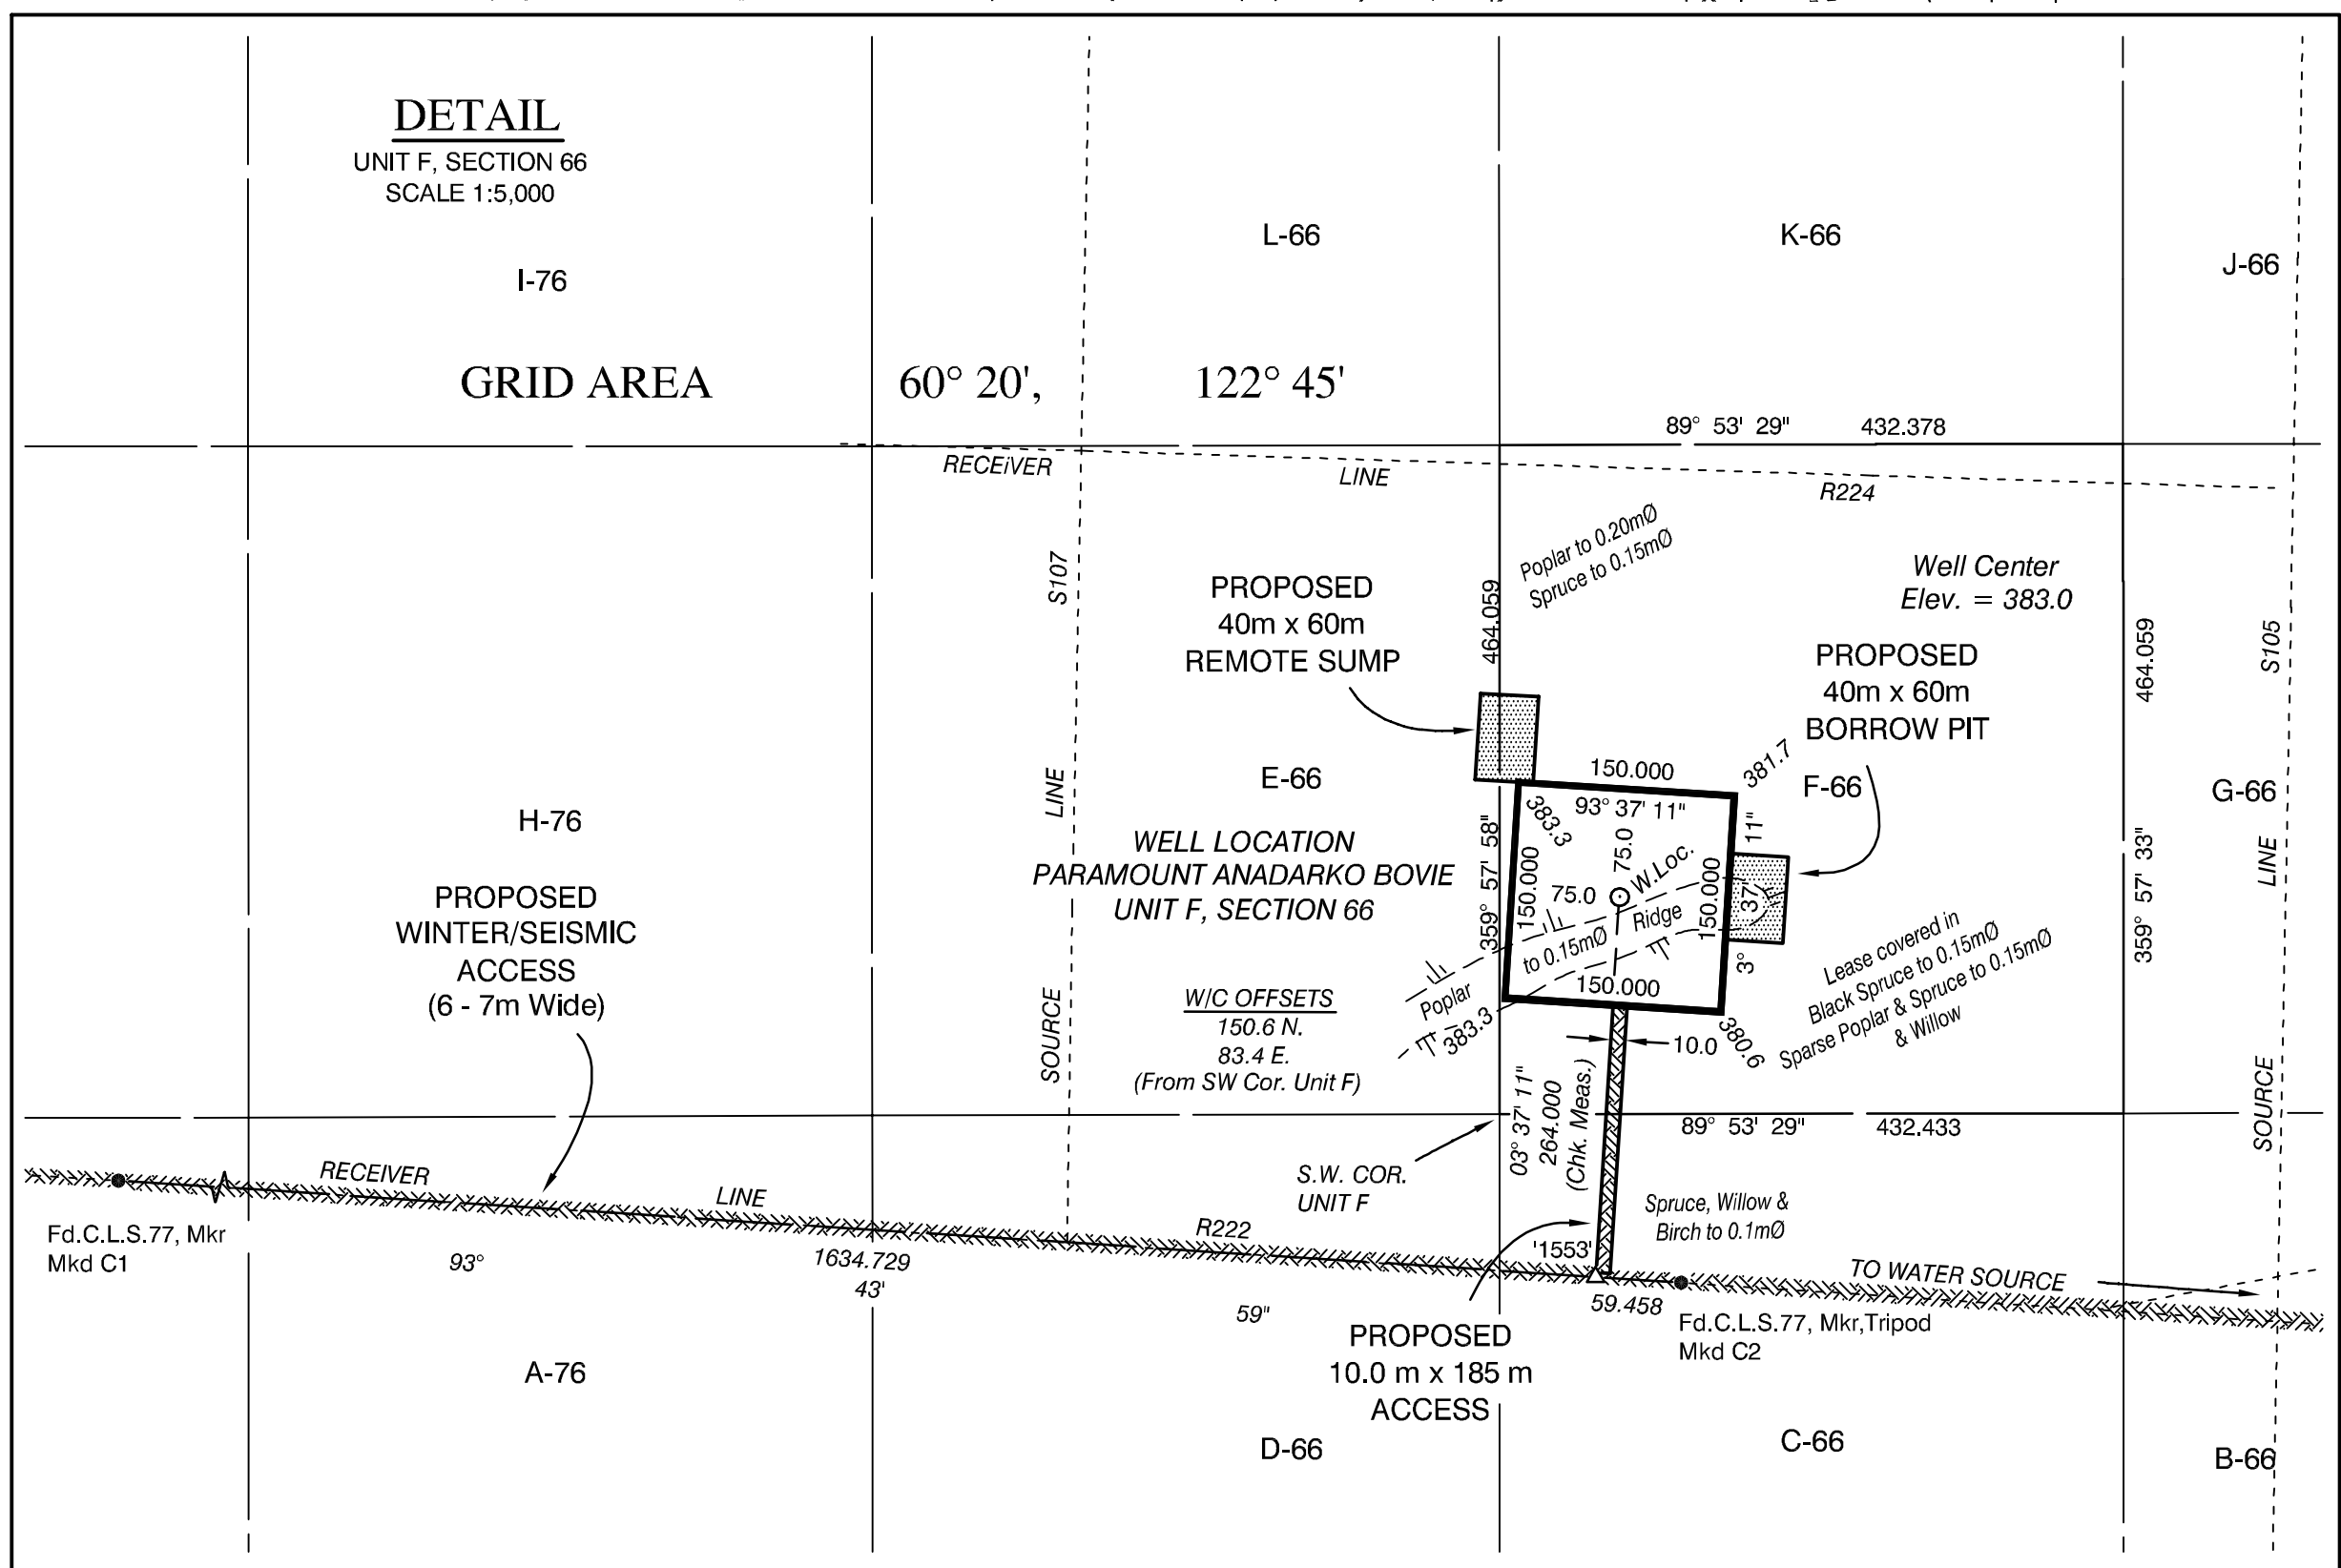 DETAIL
UNIT F, SECTION 66
SCALE 1:5,000
I-76
L-66
K-66
J-66
GRID AREA 60° 20', 122° 45'
89° 53' 29" 432.378
RECEiVER LINE R224
S107
LINE
SOURCE
PROPOSED
40m x 60m
REMOTE SUMP
464.059
359° 57' 58"
Poplar to 0.20mØ
Spruce to 0.15mØ
Well Center
Elev. = 383.0
PROPOSED
40m x 60m
BORROW PIT
464.059
359° 57' 33"
S105
LINE
SOURCE
H-76
E-66
F-66
G-66
WELL LOCATION
PARAMOUNT ANADARKO BOVIE
UNIT F, SECTION 66
150.000
93° 37' 11"
381.7
383.3
75.0
W.Loc.
75.0
150.000
150.000
3° 37' 11"
Ridge
Poplar to 0.15mØ
150.000
383.3
380.6
Lease covered in
Black Spruce to 0.15mØ
Sparse Poplar & Spruce to 0.15mØ
& Willow
PROPOSED
WINTER/SEISMIC
ACCESS
(6 - 7m Wide)
W/C OFFSETS
150.6 N.
83.4 E.
(From SW Cor. Unit F)
10.0
03° 37' 11"
264.000
(Chk. Meas.)
89° 53' 29" 432.433
S.W. COR.
UNIT F
Spruce, Willow &
Birch to 0.1mØ
RECEIVER LINE R222
Fd.C.L.S.77, Mkr
Mkd C1
93° 43' 59"
1634.729
'1553'
59.458
TO WATER SOURCE
Fd.C.L.S.77, Mkr,Tripod
Mkd C2
PROPOSED
10.0 m x 185 m
ACCESS
A-76
D-66
C-66
B-66